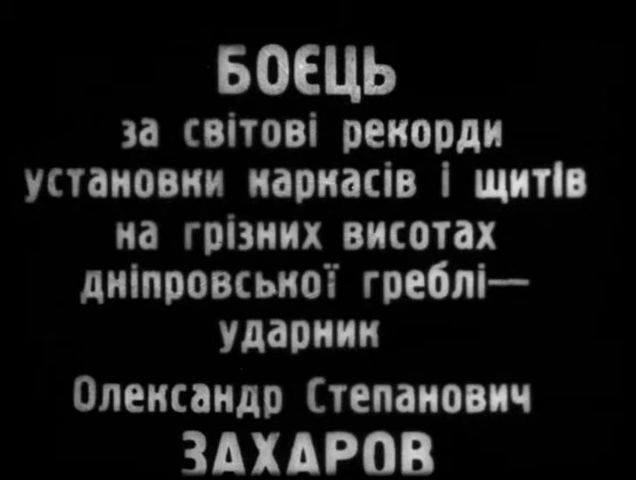 БОЄЦЬ
за світові рекорди
установки каркасів і щитів
на грізних висотах
дніпровської греблі—
ударник
Олександр Степанович
ЗАХАРОВ